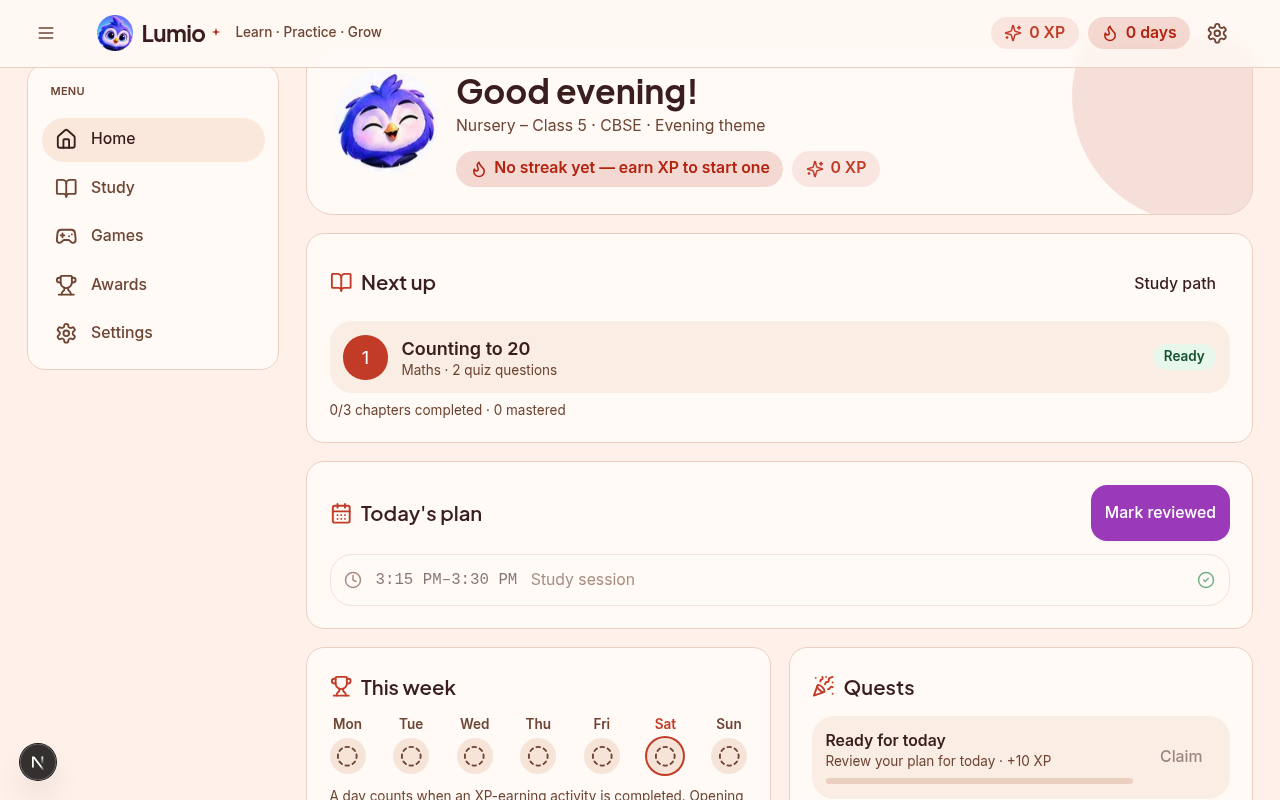 Lumio
Learn · Practice · Grow
0 XP
0 days
MENU
Home
Study
Games
Awards
Settings
Good evening!
Nursery – Class 5 · CBSE · Evening theme
No streak yet — earn XP to start one
0 XP
Next up
Study path
1
Counting to 20
Maths · 2 quiz questions
Ready
0/3 chapters completed · 0 mastered
Today's plan
Mark reviewed
3:15 PM–3:30 PM Study session
This week
Mon Tue Wed Thu Fri Sat Sun
A day counts when an XP-earning activity is completed. Opening
Quests
Ready for today
Review your plan for today · +10 XP
Claim
N